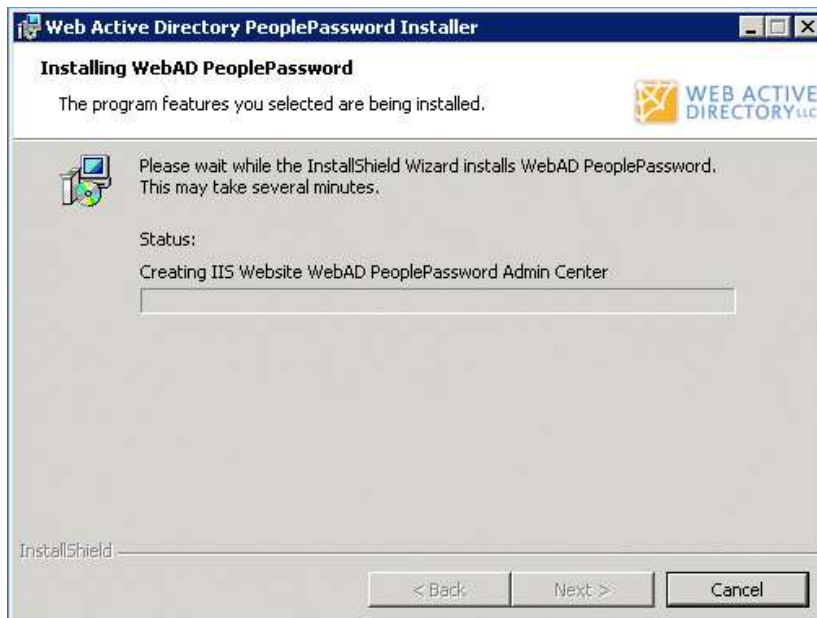 Web Active Directory PeoplePassword Installer
Installing WebAD PeoplePassword
The program features you selected are being installed.
WEB ACTIVE
DIRECTORY LLC
Please wait while the InstallShield Wizard installs WebAD PeoplePassword.
This may take several minutes.
Status:
Creating IIS Website WebAD PeoplePassword Admin Center
InstallShield
< Back
Next >
Cancel